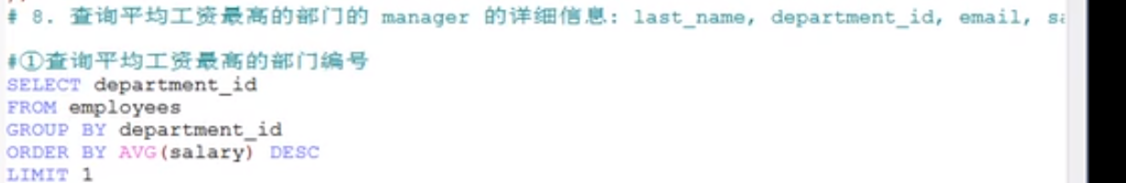 # 8. 查询平均工资最高的部门的 manager 的详细信息: last_name, department_id, email,
#①查询平均工资最高的部门编号
SELECT department_id
FROM employees
GROUP BY department_id
ORDER BY AVG(salary) DESC
LIMIT 1